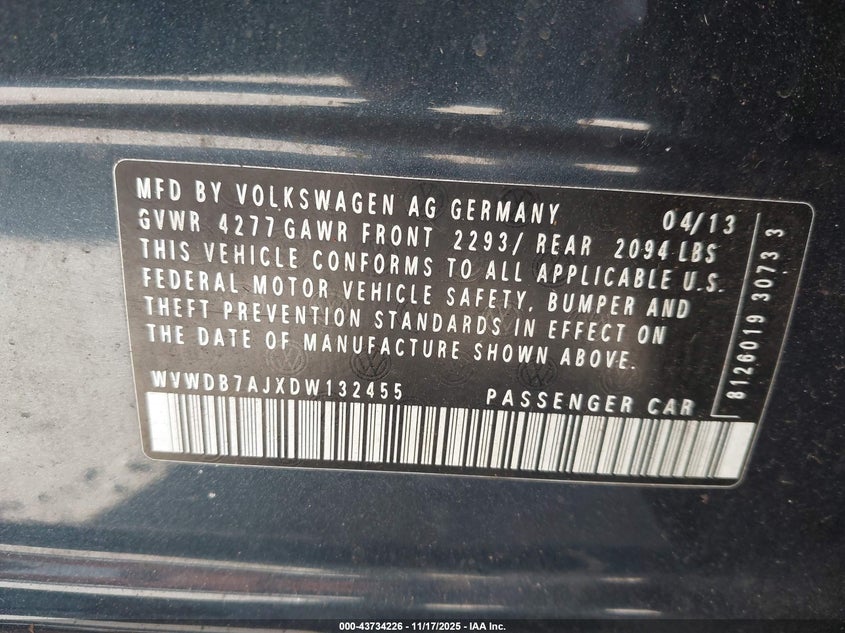 MFD BY VOLKSWAGEN AG GERMANY 04/13
GVWR 4277 GAWR FRONT 2293/ REAR 2094 LBS
THIS VEHICLE CONFORMS TO ALL APPLICABLE U.S.
FEDERAL MOTOR VEHICLE SAFETY, BUMPER AND
THEFT PREVENTION STANDARDS IN EFFECT ON
THE DATE OF MANUFACTURE SHOWN ABOVE.
WVWDB7AJXDW132455 PASSENGER CAR
8126019 3073 3
000-43734226 - 11/17/2025 - IAA Inc.